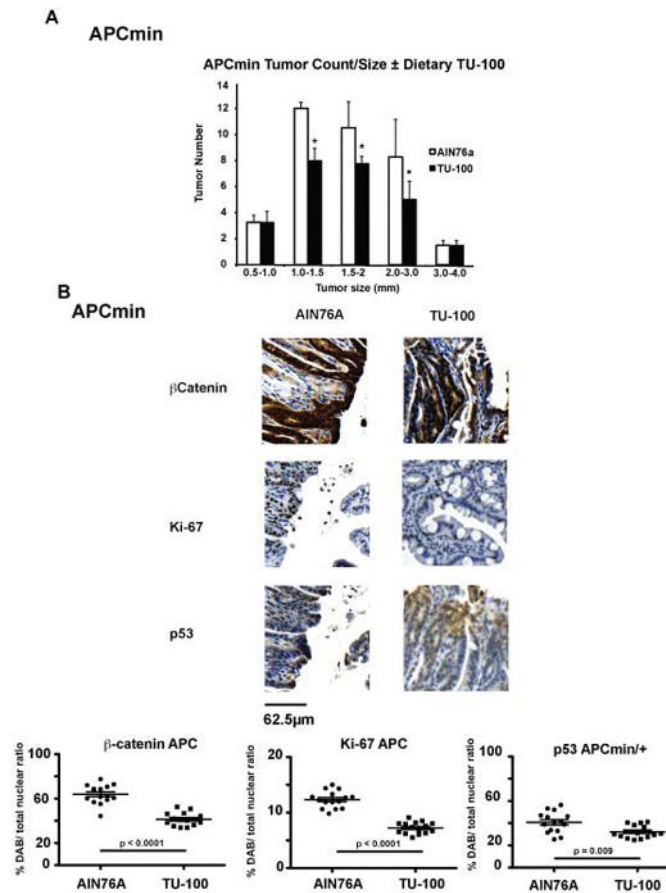 A
APCmin
APCmin Tumor Count/Size ± Dietary TU-100
14
12
10
8
6
4
2
0
Tumor Number
+
*
*
AIN76a
TU-100
0.5-1.0 1.0-1.5 1.5-2 2.0-3.0 3.0-4.0
Tumor size (mm)
B
APCmin
AIN76A TU-100
βCatenin
Ki-67
p53
62.5µm
β-catenin APC
% DAB/ total nuclear ratio
100
60
20
0
p < 0.0001
AIN76A TU-100
Ki-67 APC
% DAB/ total nuclear ratio
20
15
10
5
0
p < 0.0001
AIN76A TU-100
p53 APCmin/+
% DAB/ total nuclear ratio
100
80
60
40
20
0
p = 0.009
AIN76A TU-100